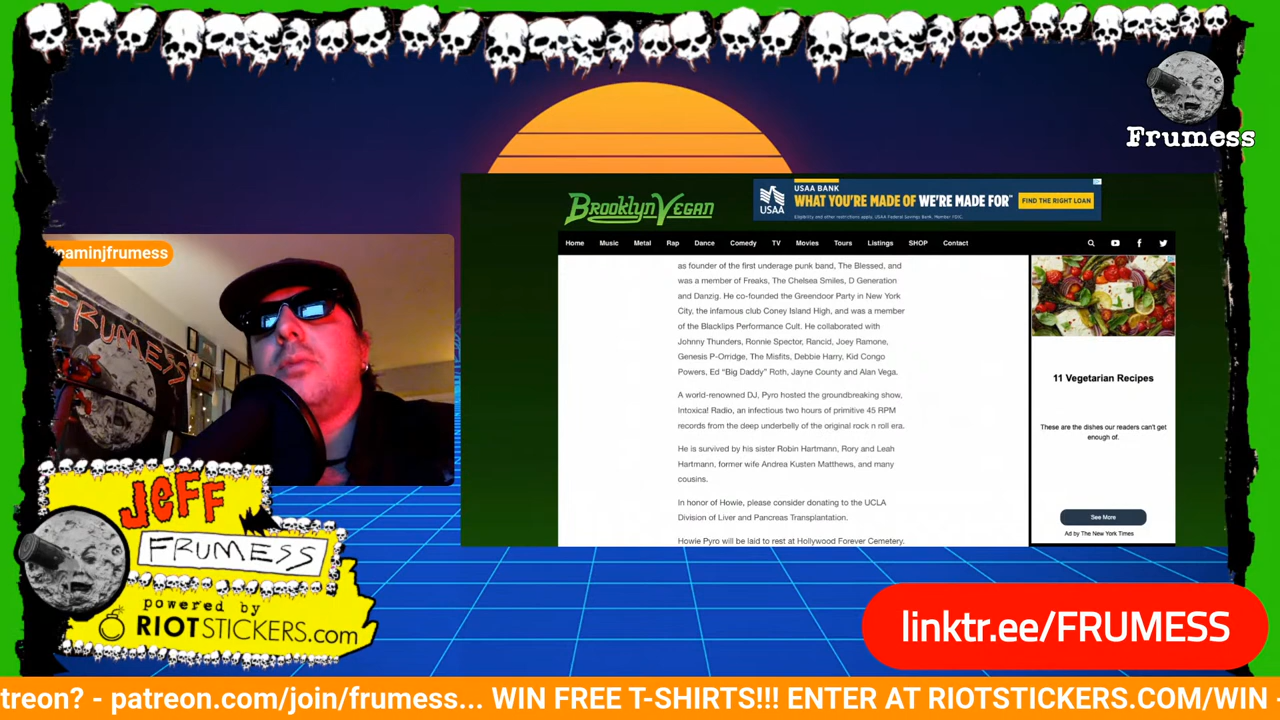 Frumess
BROOKLYNVEGAN
USAA BANK
WHAT YOU'RE MADE OF WE'RE MADE FOR
USAA
FIND THE RIGHT LOAN
Home Music Metal Rap Dance Comedy TV Movies Tours Listings SHOP Contact
eaminjfrumess
FRUMESS
as founder of the first underage punk band, The Blessed, and
was a member of Freaks, The Chelsea Smiles, D Generation
and Danzig. He co-founded the Greendoor Party in New York
City, the infamous club Coney Island High, and was a member
of the Blacklips Performance Cult. He collaborated with
Johnny Thunders, Ronnie Spector, Rancid, Joey Ramone,
Genesis P-Orridge, The Misfits, Debbie Harry, Kid Congo
Powers, Ed “Big Daddy” Roth, Jayne County and Alan Vega.
A world-renowned DJ, Pyro hosted the groundbreaking show,
Intoxica! Radio, an infectious two hours of primitive 45 RPM
records from the deep underbelly of the original rock n roll era.
He is survived by his sister Robin Hartmann, Rory and Leah
Hartmann, former wife Andrea Kusten Matthews, and many
cousins.
In honor of Howie, please consider donating to the UCLA
Division of Liver and Pancreas Transplantation.
Howie Pyro will be laid to rest at Hollywood Forever Cemetery.
11 Vegetarian Recipes
These are the dishes our readers can't get
enough of.
See More
Ad by The New York Times
JEFF
FRUMESS
powered by
RIOTSTICKERS.com
linktr.ee/FRUMESS
treon? - patreon.com/join/frumess... WIN FREE T-SHIRTS!!! ENTER AT RIOTSTICKERS.COM/WIN -